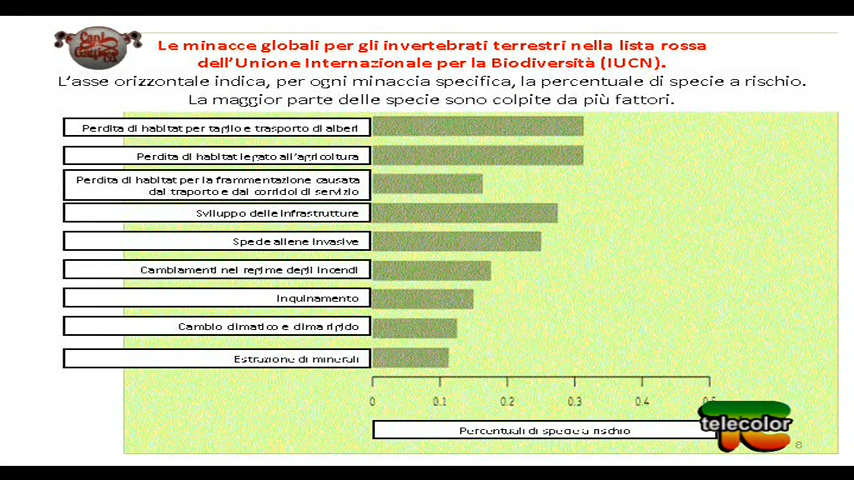 Le minacce globali per gli invertebrati terrestri nella lista rossa
dell'Unione Internazionale per la Biodiversità (IUCN).
L'asse orizzontale indica, per ogni minaccia specifica, la percentuale di specie a rischio.
La maggior parte delle specie sono colpite da più fattori.
Perdita di habitat per taglio e trasporto di alberi
Perdita di habitat legato all'agricoltura
Perdita di habitat per la frammentazione causata
dal traporto e dai corridoi di servizio
Sviluppo delle infrastrutture
Specie aliene invasive
Cambiamenti nel regime degli incendi
Inquinamento
Cambio climatico e clima rigido
Estrazione di minerali
0 0.1 0.2 0.3 0.4 0.5
Percentuali di specie a rischio
telecolor
8